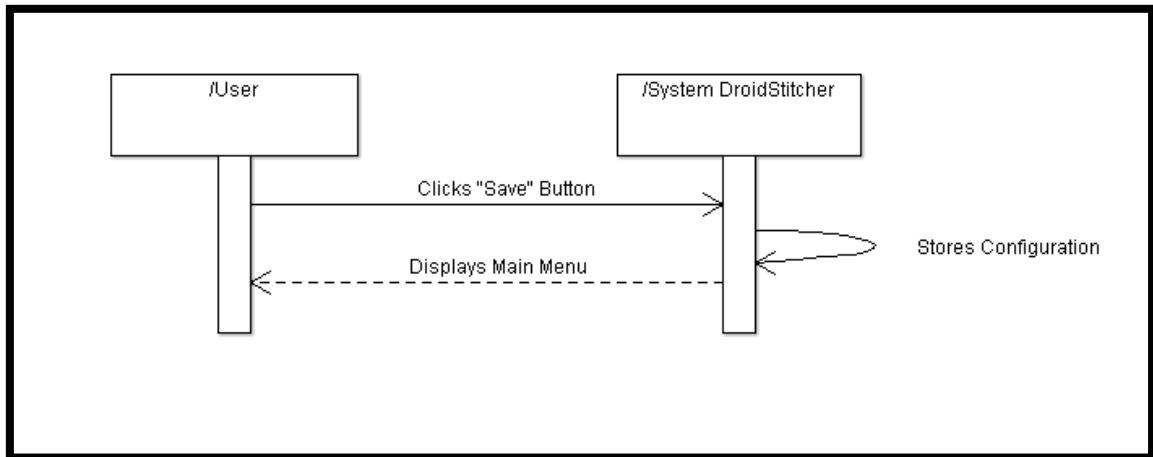 /User
/System DroidStitcher
Clicks "Save" Button
Stores Configuration
Displays Main Menu